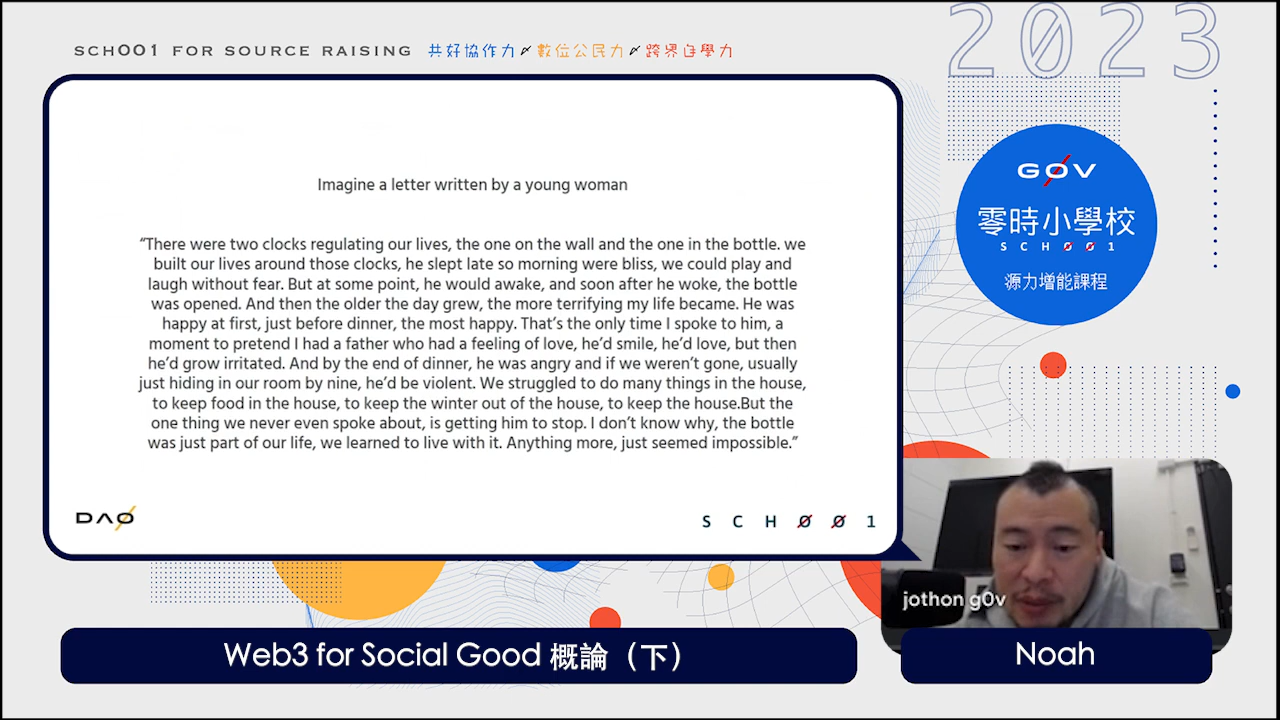 SCH001 FOR SOURCE RAISING 共好協作力 數位公民力 跨界自學力
2023
G0V
零時小學校
SCH001
源力增能課程
Imagine a letter written by a young woman
“There were two clocks regulating our lives, the one on the wall and the one in the bottle. we
built our lives around those clocks, he slept late so morning were bliss, we could play and
laugh without fear. But at some point, he would awake, and soon after he woke, the bottle
was opened. And then the older the day grew, the more terrifying my life became. He was
happy at first, just before dinner, the most happy. That’s the only time I spoke to him, a
moment to pretend I had a father who had a feeling of love, he’d smile, he’d love, but then
he’d grow irritated. And by the end of dinner, he was angry and if we weren’t gone, usually
just hiding in our room by nine, he’d be violent. We struggled to do many things in the house,
to keep food in the house, to keep the winter out of the house, to keep the house.But the
one thing we never even spoke about, is getting him to stop. I don’t know why, the bottle
was just part of our life, we learned to live with it. Anything more, just seemed impossible.”
DAO
SCH001
jothon g0v
Web3 for Social Good 概論（下）
Noah